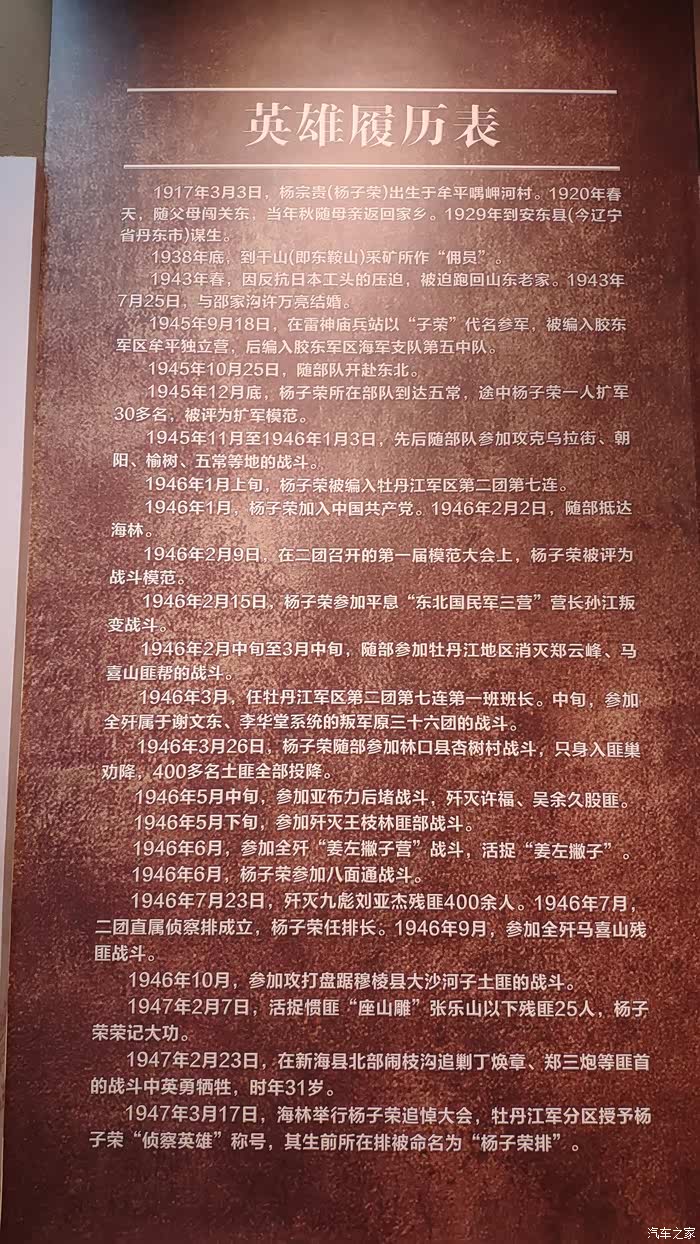 英雄履历表
1917年3月3日，杨宗贵(杨子荣)出生于牟平嵎岬河村。1920年春
天，随父母闯关东，当年秋随母亲返回家乡。1929年到安东县(今辽宁
省丹东市)谋生。
1938年底，到千山(即东鞍山)采矿所作“佣员”。
1943年春，因反抗日本工头的压迫，被迫跑回山东老家。1943年
7月25日，与邵家沟许万亮结婚。
1945年9月18日，在雷神庙兵站以“子荣”代名参军，被编入胶东
军区牟平独立营，后编入胶东军区海军支队第五中队。
1945年10月25日，随部队开赴东北。
1945年12月底，杨子荣所在部队到达五常，途中杨子荣一人扩军
30多名，被评为扩军模范。
1945年11月至1946年1月3日，先后随部队参加攻克乌拉街、朝
阳、榆树、五常等地的战斗。
1946年1月上旬，杨子荣被编入牡丹江军区第二团第七连。
1946年1月，杨子荣加入中国共产党。1946年2月2日，随部抵达
海林。
1946年2月9日，在二团召开的第一届模范大会上，杨子荣被评为
战斗模范。
1946年2月15日，杨子荣参加平息“东北国民军三营”营长孙江叛
变战斗。
1946年2月中旬至3月中旬，随部参加牡丹江地区消灭郑云峰、马
喜山匪帮的战斗。
1946年3月，任牡丹江军区第二团第七连第一班班长。中旬，参加
全歼属于谢文东、李华堂系统的叛军原三十六团的战斗。
1946年3月26日，杨子荣随部参加林口县杏树村战斗，只身入匪巢
劝降，400多名土匪全部投降。
1946年5月中旬，参加亚布力后堵战斗，歼灭许福、吴余久股匪。
1946年5月下旬，参加歼灭王枝林匪部战斗。
1946年6月，参加全歼“姜左撇子营”战斗，活捉“姜左撇子”。
1946年6月，杨子荣参加八面通战斗。
1946年7月23日，歼灭九彪刘亚杰残匪400余人。1946年7月，
二团直属侦察排成立，杨子荣任排长。1946年9月，参加全歼马喜山残
匪战斗。
1946年10月，参加攻打盘踞穆棱县大沙河子土匪的战斗。
1947年2月7日，活捉惯匪“座山雕”张乐山以下残匪25人，杨子
荣荣记大功。
1947年2月23日，在新海县北部闹枝沟追剿丁焕章、郑三炮等匪首
的战斗中英勇牺牲，时年31岁。
1947年3月17日，海林举行杨子荣追悼大会，牡丹江军分区授予杨
子荣“侦察英雄”称号，其生前所在排被命名为“杨子荣排”。
汽车之家